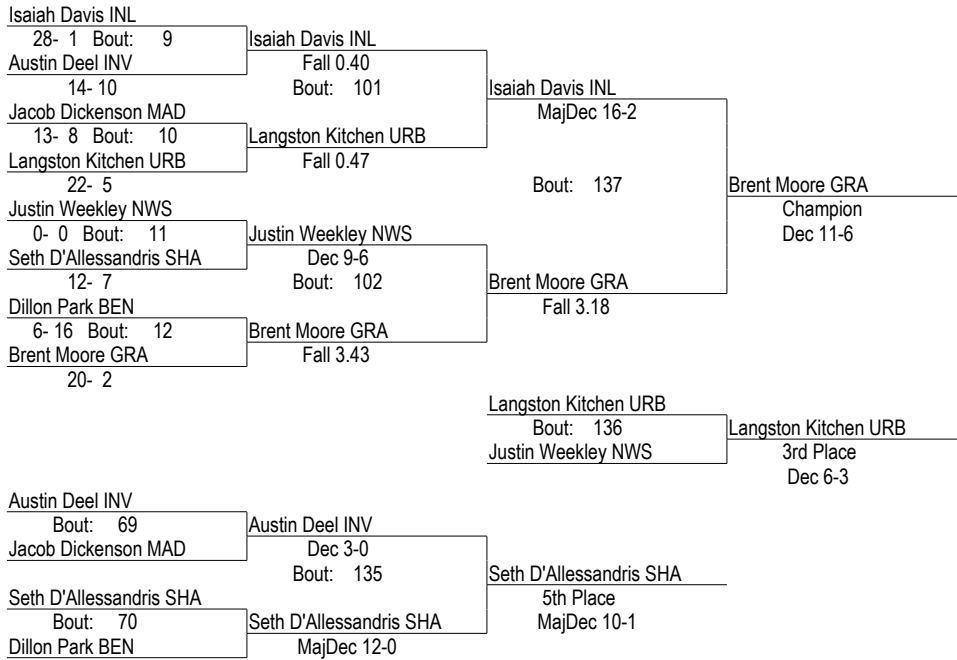 Isaiah Davis INL
28- 1 Bout: 9
Isaiah Davis INL
Austin Deel INV
Fall 0.40
14- 10
Bout: 101
Isaiah Davis INL
Jacob Dickenson MAD
MajDec 16-2
13- 8 Bout: 10
Langston Kitchen URB
Langston Kitchen URB
Fall 0.47
22- 5
Bout: 137
Brent Moore GRA
Justin Weekley NWS
Champion
0- 0 Bout: 11
Justin Weekley NWS
Dec 11-6
Seth D'Allessandris SHA
Dec 9-6
12- 7
Bout: 102
Brent Moore GRA
Dillon Park BEN
Fall 3.18
6- 16 Bout: 12
Brent Moore GRA
Brent Moore GRA
Fall 3.43
20- 2
Langston Kitchen URB
Bout: 136
Langston Kitchen URB
Justin Weekley NWS
3rd Place
Dec 6-3
Austin Deel INV
Bout: 69
Austin Deel INV
Jacob Dickenson MAD
Dec 3-0
Bout: 135
Seth D'Allessandris SHA
Seth D'Allessandris SHA
5th Place
Bout: 70
Seth D'Allessandris SHA
MajDec 10-1
Dillon Park BEN
MajDec 12-0